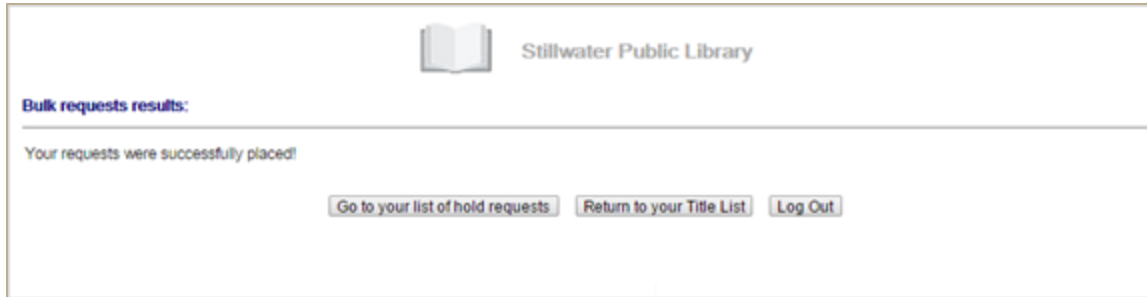 Stillwater Public Library
Bulk requests results:
Your requests were successfully placed!
Go to your list of hold requests Return to your Title List Log Out